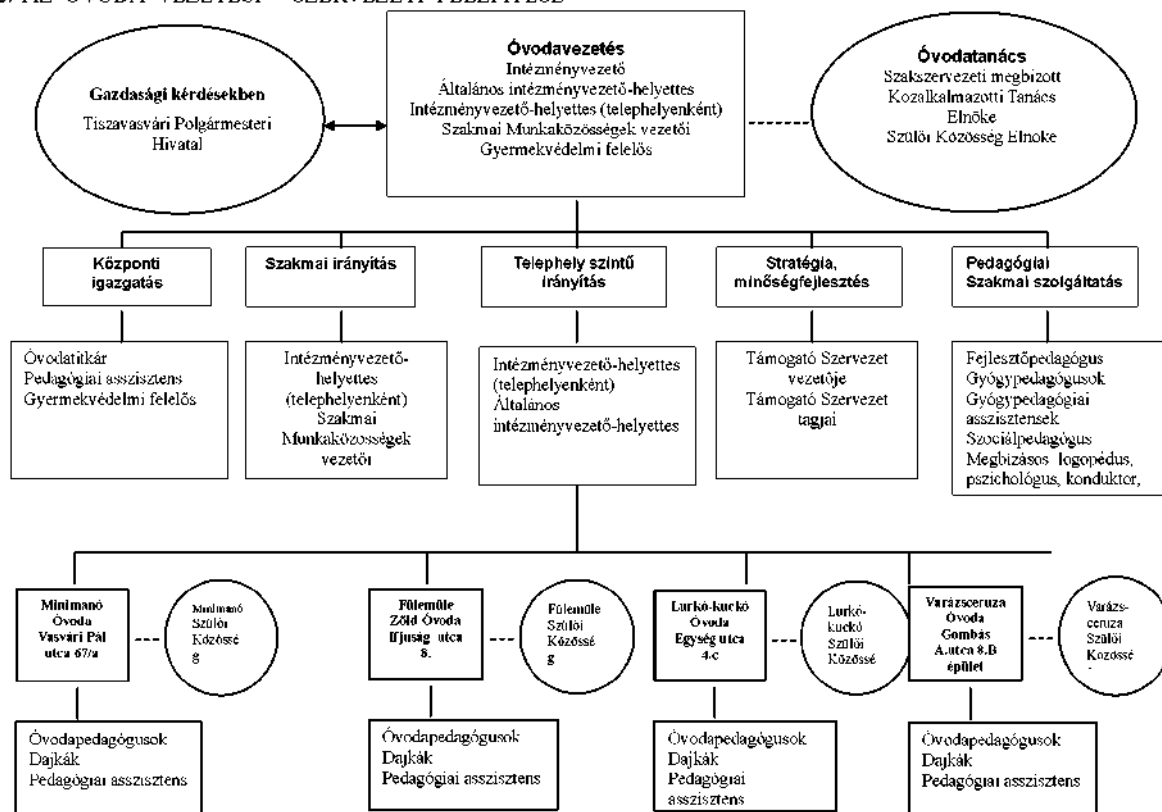 Óvodavezetés
Intézményvezető
Általános intézményvezető-helyettes
Intézményvezető-helyettes (telephelyenként)
Szakmai Munkaközösségek vezetői
Gyermekvédelmi felelős
Gazdasági kérdésekben
Tiszavasvári Polgármesteri
Hivatal
Óvodatanács
Szakszervezeti megbízott
Közalkalmazotti Tanács
Elnöke
Szülői Közösség Elnöke
Központi
igazgatás
Szakmai irányítás
Telephely szintű
irányítás
Stratégia,
minőségfejlesztés
Pedagógiai
Szakmai szolgáltatás
Óvodatitkár
Pedagógiai asszisztens
Gyermekvédelmi felelős
Intézményvezető-
helyettes
(telephelyenként)
Szakmai
Munkaközösségek
vezetői
Intézményvezető-helyettes
(telephelyenként)
Általános
intézményvezető-helyettes
Támogató Szervezet
vezetője
Támogató Szervezet
tagjai
Fejlesztőpedagógus
Gyógypedagógusok
Gyógypedagógiai
asszisztensek
Szociálpedagógus
Megbízásos logopédus,
pszichológus, konduktor,
Minimanó
Óvoda
Vasvári Pál
utca 67/a
Minimanó
Szülői
Közössé
g
Fülemüle
Zöld Óvoda
Ifjúság utca
8.
Fülemüle
Szülői
Közössé
g
Lurkó-kuckó
Óvoda
Egység utca
4.c
Lurkó-
kuckó
Szülői
Közössé
Varázsceruza
Óvoda
Gombás
A.utca 8.B
épület
Varázs-
ceruza
Szülői
Közössé
Óvodapedagógusok
Dajkák
Pedagógiai asszisztens
Óvodapedagógusok
Dajkák
Pedagógiai asszisztens
Óvodapedagógusok
Dajkák
Pedagógiai
asszisztens
Óvodapedagógusok
Dajkák
Pedagógiai asszisztens